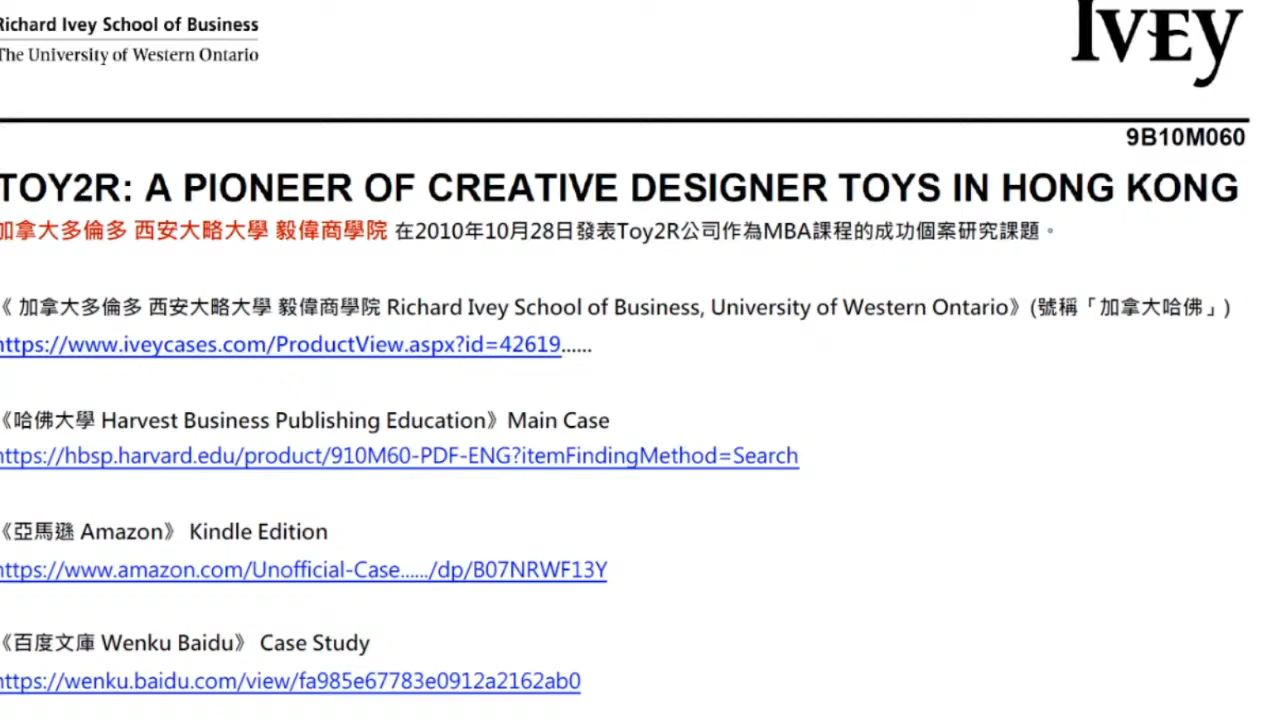 Richard Ivey School of Business
The University of Western Ontario
IVEY
9B10M060
TOY2R: A PIONEER OF CREATIVE DESIGNER TOYS IN HONG KONG
加拿大多倫多 西安大略大學 毅偉商學院 在2010年10月28日發表Toy2R公司作為MBA課程的成功個案研究課題。
《 加拿大多倫多 西安大略大學 毅偉商學院 Richard Ivey School of Business, University of Western Ontario》(號稱「加拿大哈佛」)
https://www.iveycases.com/ProductView.aspx?id=42619......
《哈佛大學 Harvest Business Publishing Education》Main Case
https://hbsp.harvard.edu/product/910M60-PDF-ENG?itemFindingMethod=Search
《亞馬遜 Amazon》 Kindle Edition
https://www.amazon.com/Unofficial-Case....../dp/B07NRWF13Y
《百度文庫 Wenku Baidu》 Case Study
https://wenku.baidu.com/view/fa985e67783e0912a2162ab0